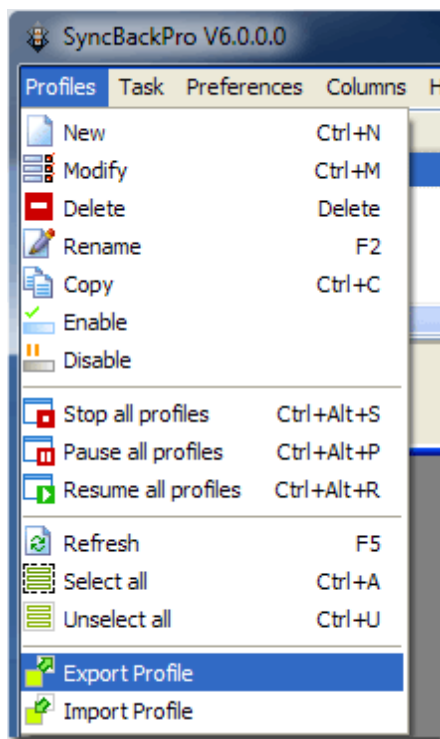 SyncBackPro V6.0.0.0
Profiles Task Preferences Columns H
New Ctrl+N
Modify Ctrl+M
Delete Delete
Rename F2
Copy Ctrl+C
Enable
Disable
Stop all profiles Ctrl+Alt+S
Pause all profiles Ctrl+Alt+P
Resume all profiles Ctrl+Alt+R
Refresh F5
Select all Ctrl+A
Unselect all Ctrl+U
Export Profile
Import Profile